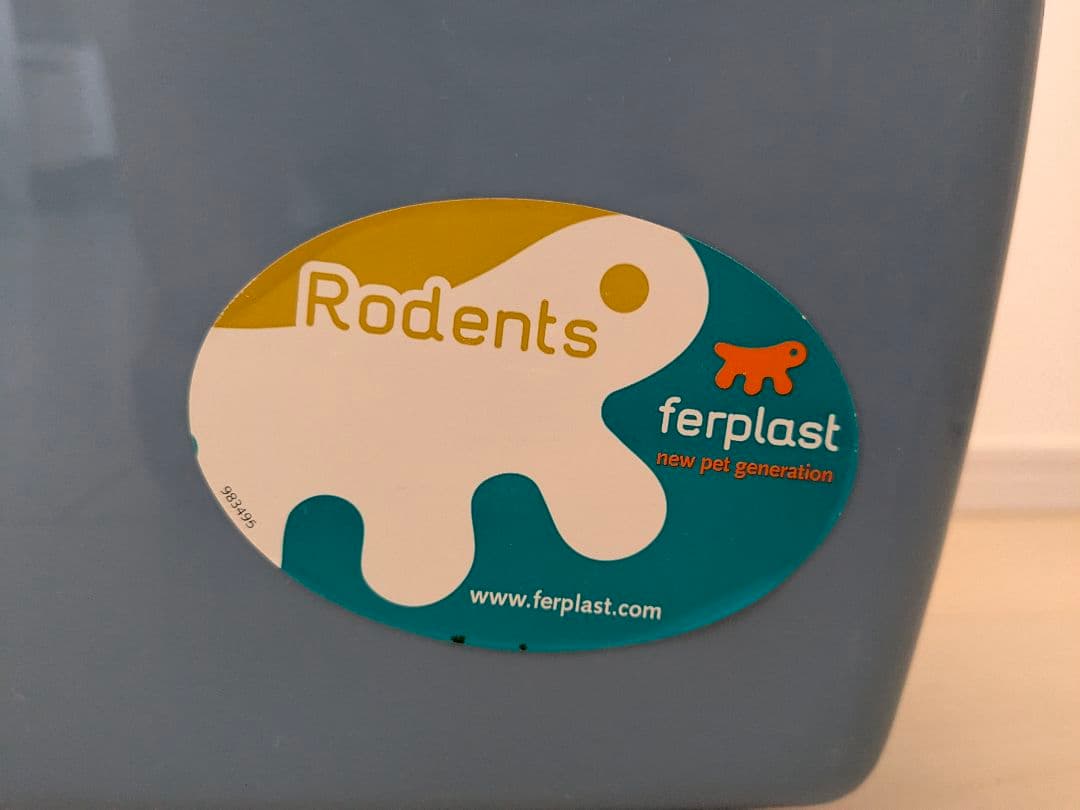 Rodents
ferplast
new pet generation
983495
www.ferplast.com